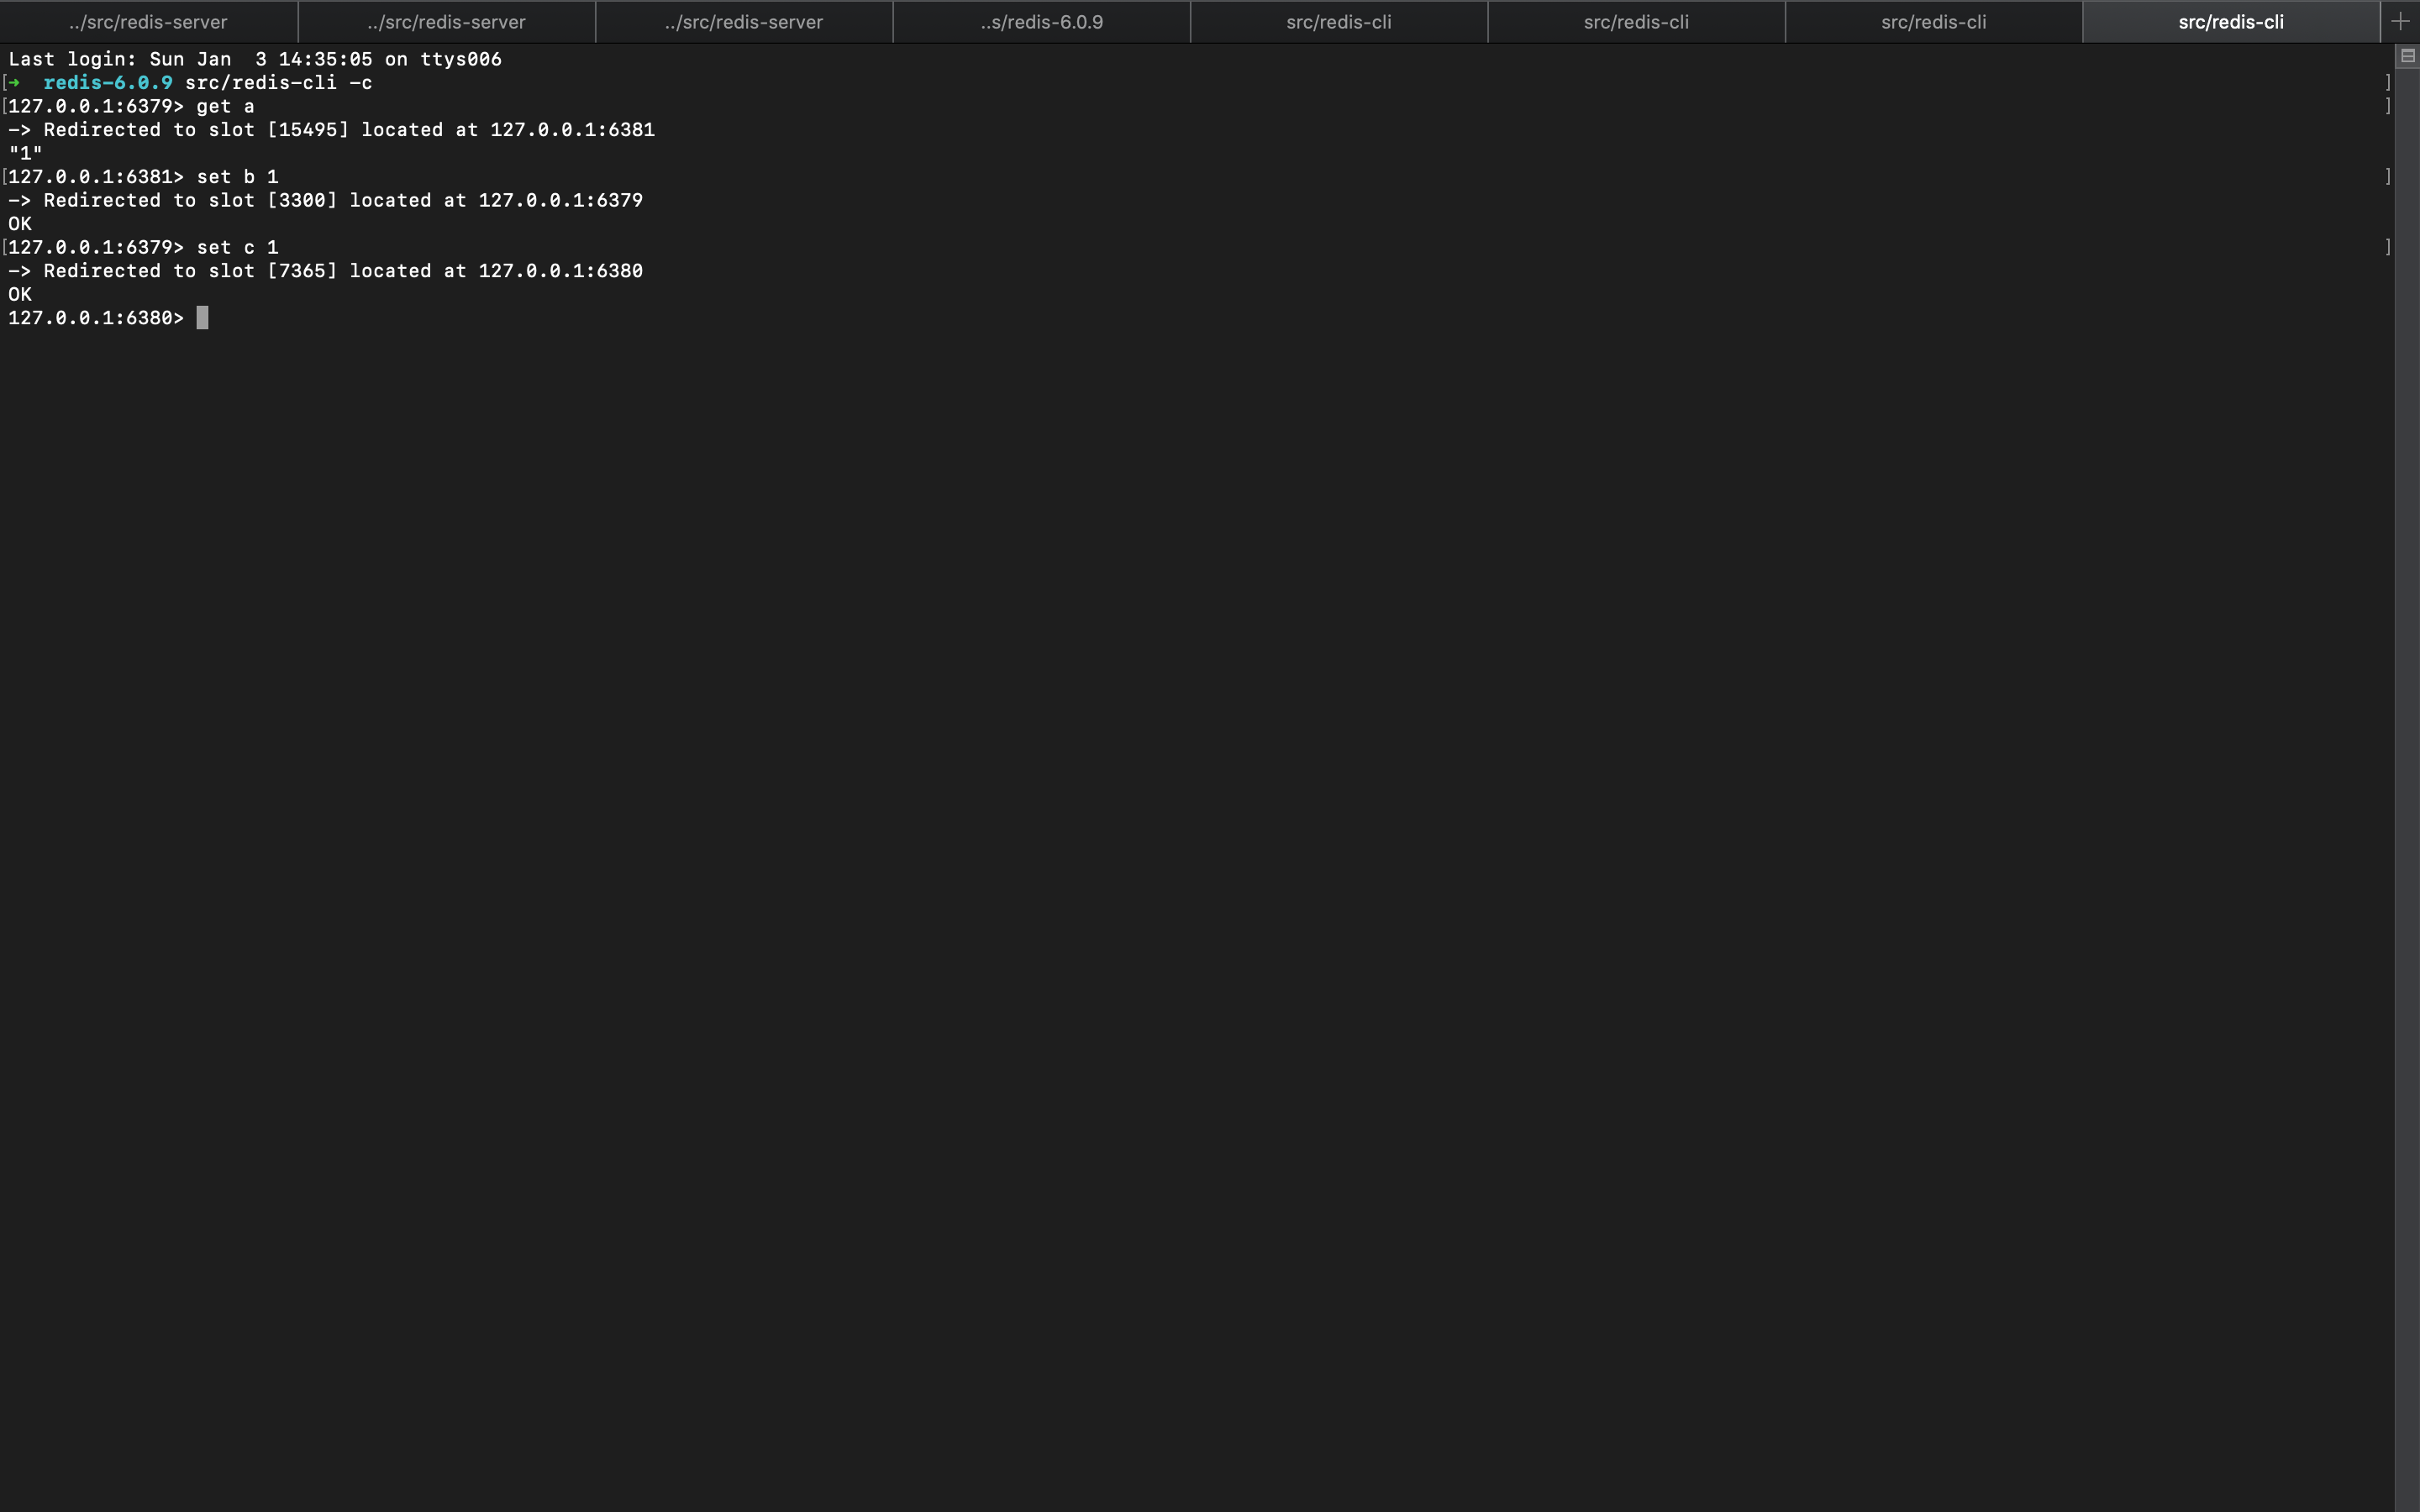 ../src/redis-server ../src/redis-server ../src/redis-server ..s/redis-6.0.9 src/redis-cli src/redis-cli src/redis-cli src/redis-cli +
Last login: Sun Jan  3 14:35:05 on ttys006
[➜  redis-6.0.9 src/redis-cli -c ]
[127.0.0.1:6379> get a ]
-> Redirected to slot [15495] located at 127.0.0.1:6381
"1"
[127.0.0.1:6381> set b 1 ]
-> Redirected to slot [3300] located at 127.0.0.1:6379
OK
[127.0.0.1:6379> set c 1 ]
-> Redirected to slot [7365] located at 127.0.0.1:6380
OK
127.0.0.1:6380>